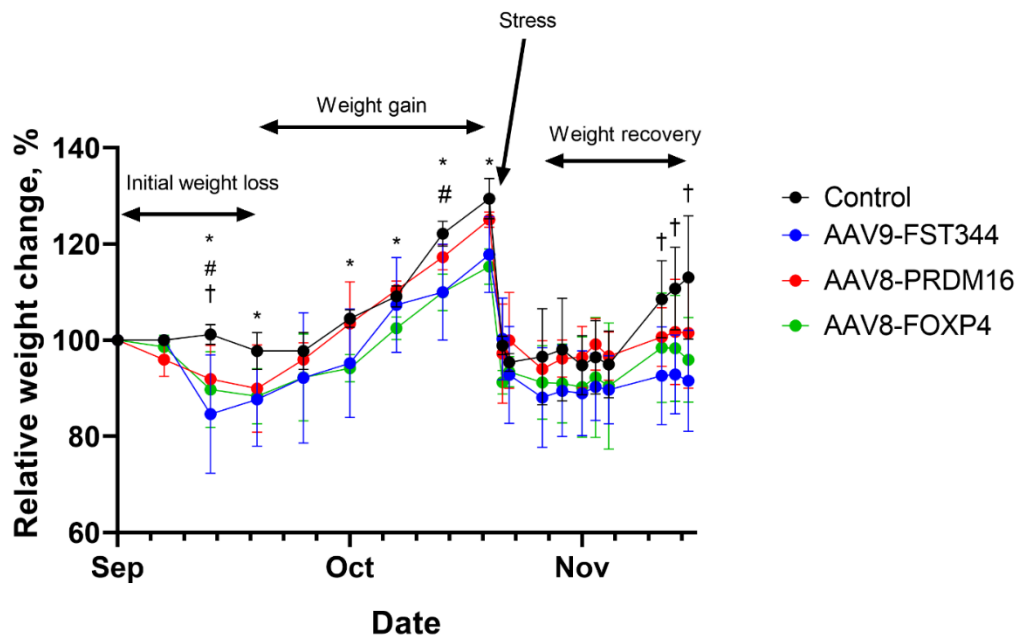 Stress
Weight gain
Weight recovery
Initial weight loss
Relative weight change, %
140
120
100
80
60
*
#
†
*
*
*
*
#
*
†
†
†
Control
AAV9-FST344
AAV8-PRDM16
AAV8-FOXP4
Sep
Oct
Nov
Date